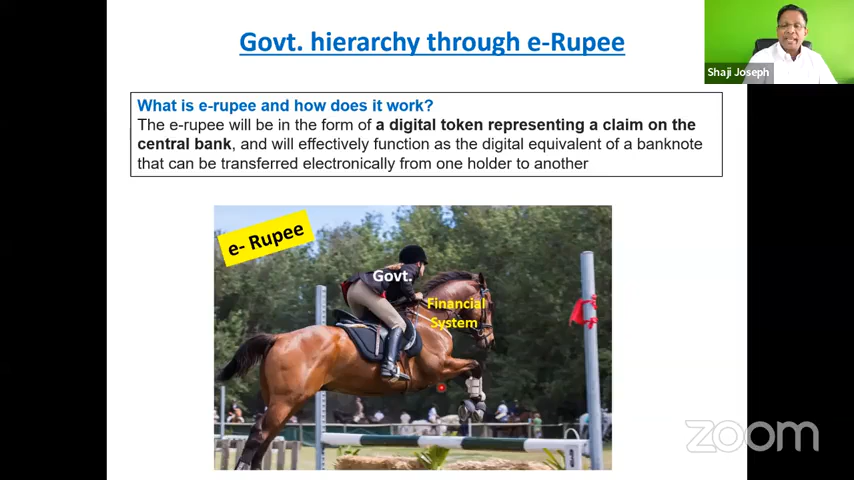 Govt. hierarchy through e-Rupee
Shaji Joseph
What is e-rupee and how does it work?
The e-rupee will be in the form of a digital token representing a claim on the
central bank, and will effectively function as the digital equivalent of a banknote
that can be transferred electronically from one holder to another
e- Rupee
Govt.
Financial
System
zoom